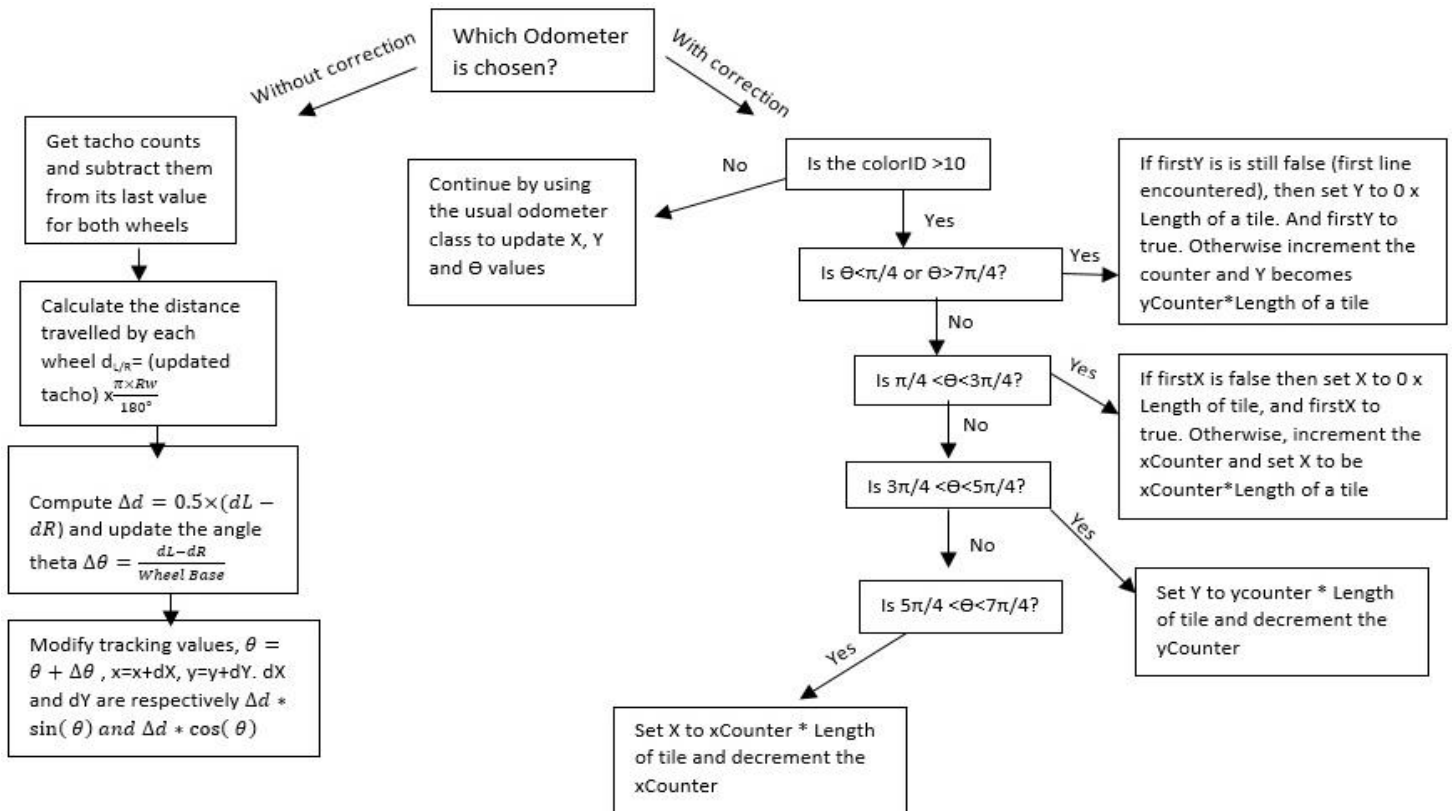 Which Odometer
is chosen?
Without correction
With correction
Get tacho counts
and subtract them
from its last value
for both wheels
Calculate the distance
travelled by each
wheel d_{L/R}= (updated
tacho) x \frac{π×Rw}{180°}
Compute Δd = 0.5×(dL −
dR) and update the angle
theta Δθ = \frac{dL−dR}{Wheel Base}
Modify tracking values, θ =
θ + Δθ , x=x+dX, y=y+dY. dX
and dY are respectively Δd ∗
sin( θ) and Δd ∗ cos( θ)
Is the colorID >10
No
Continue by using
the usual odometer
class to update X, Y
and Ɵ values
Yes
Is Ɵ<π/4 or Ɵ>7π/4?
Yes
If firstY is is still false (first line
encountered), then set Y to 0 x
Length of a tile. And firstY to
true. Otherwise increment the
counter and Y becomes
yCounter*Length of a tile
No
Is π/4 <Ɵ<3π/4?
Yes
If firstX is false then set X to 0 x
Length of tile, and firstX to
true. Otherwise, increment the
xCounter and set X to be
xCounter*Length of a tile
No
Is 3π/4 <Ɵ<5π/4?
Yes
Set Y to ycounter * Length
of tile and decrement the
yCounter
No
Is 5π/4 <Ɵ<7π/4?
Yes
Set X to xCounter * Length
of tile and decrement the
xCounter